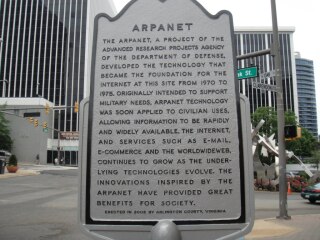 ARPANET
THE ARPANET, A PROJECT OF THE
ADVANCED RESEARCH PROJECTS AGENCY
OF THE DEPARTMENT OF DEFENSE,
DEVELOPED THE TECHNOLOGY THAT
BECAME THE FOUNDATION FOR THE
INTERNET AT THIS SITE FROM 1970 TO
1975. ORIGINALLY INTENDED TO SUPPORT
MILITARY NEEDS, ARPANET TECHNOLOGY
WAS SOON APPLIED TO CIVILIAN USES,
ALLOWING INFORMATION TO BE RAPIDLY
AND WIDELY AVAILABLE. THE INTERNET,
AND SERVICES SUCH AS E-MAIL,
E-COMMERCE AND THE WORLDWIDEWEB,
CONTINUES TO GROW AS THE UNDER-
LYING TECHNOLOGIES EVOLVE. THE
INNOVATIONS INSPIRED BY THE
ARPANET HAVE PROVIDED GREAT
BENEFITS FOR SOCIETY.
ERECTED IN 2008 BY ARLINGTON COUNTY, VIRGINIA
St.